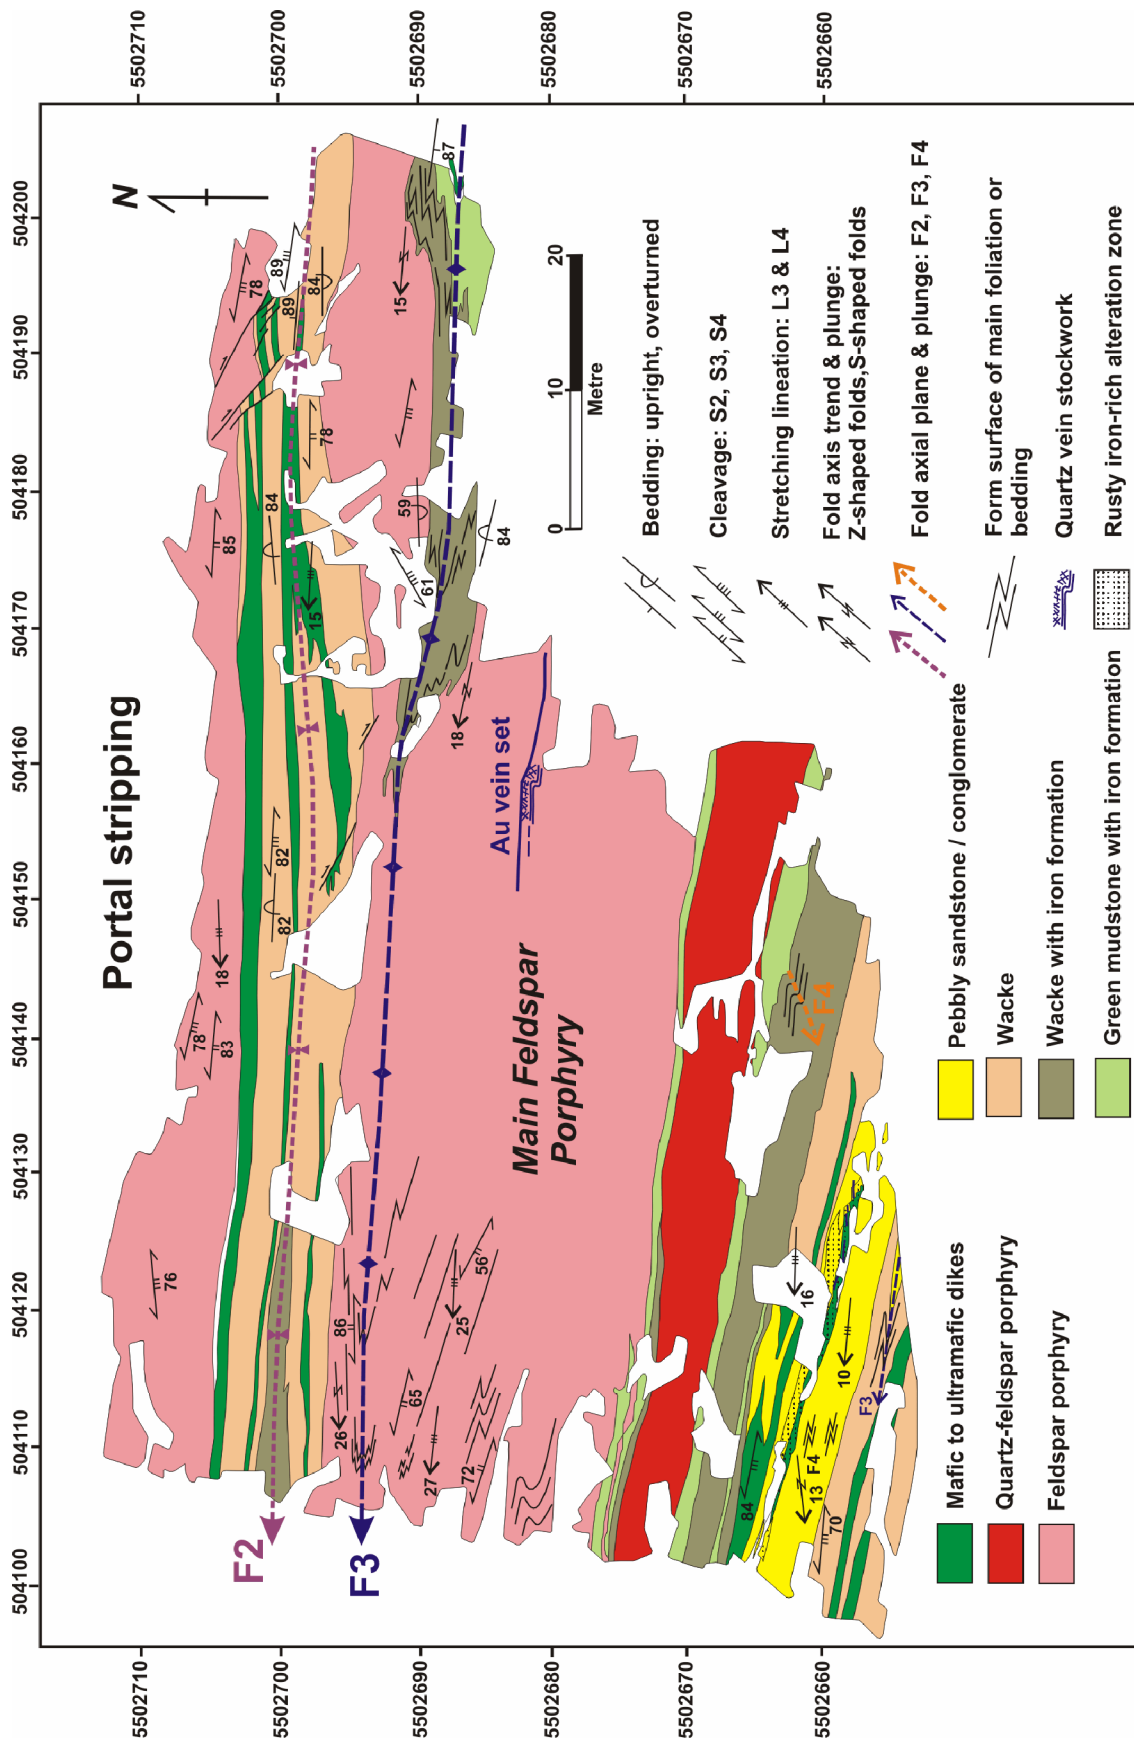 Portal stripping
504100
504110
504120
504130
504140
504150
504160
504170
504180
504190
504200
5502710
5502700
5502690
5502680
5502670
5502660
5502710
5502700
5502690
5502680
5502670
5502660
N
F2
F3
76
78
83
18
82
82
84
85
15
78
84
89
89
78
15
59
61
84
87
18
86
26
65
27
72
25
56
Au vein set
Main Feldspar
Porphyry
F4
16
10
F3
13 F4
84
70
0
10
20
Metre
Mafic to ultramafic dikes
Quartz-feldspar porphyry
Feldspar porphyry
Pebbly sandstone / conglomerate
Wacke
Wacke with iron formation
Green mudstone with iron formation
Bedding: upright, overturned
Cleavage: S2, S3, S4
Stretching lineation: L3 & L4
Fold axis trend & plunge:
Z-shaped folds,S-shaped folds
Fold axial plane & plunge: F2, F3, F4
Form surface of main foliation or
bedding
Quartz vein stockwork
Rusty iron-rich alteration zone